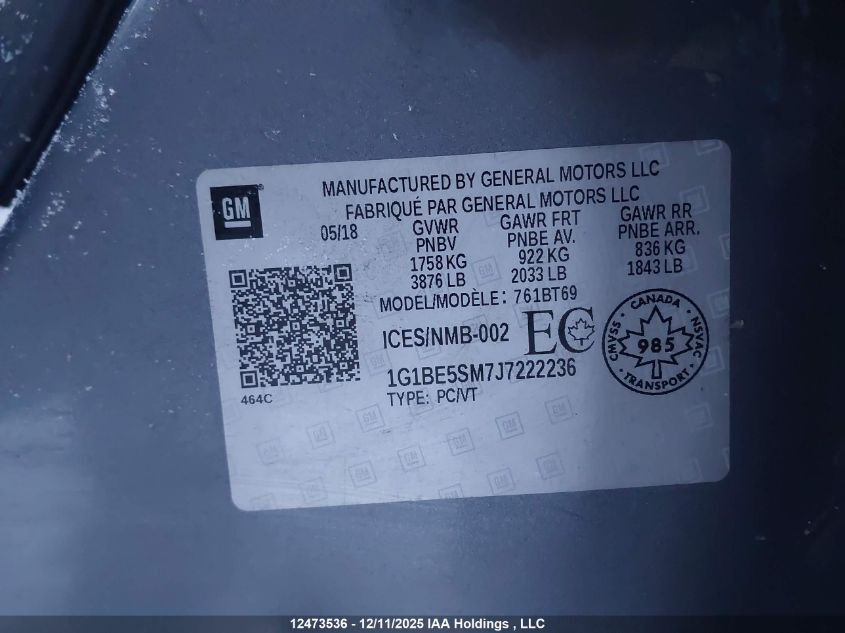 GM
MANUFACTURED BY GENERAL MOTORS LLC
FABRIQUÉ PAR GENERAL MOTORS LLC
05/18
GVWR
PNBV
1758 KG
3876 LB
GAWR FRT
PNBE AV.
922 KG
2033 LB
GAWR RR
PNBE ARR.
836 KG
1843 LB
MODEL/MODÈLE: 761BT69
ICES/NMB-002
EC
CANADA
CMVSS
985
NSVAC
TRANSPORT
1G1BE5SM7J7222236
TYPE: PC/VT
464C
12473536 - 12/11/2025 IAA Holdings , LLC